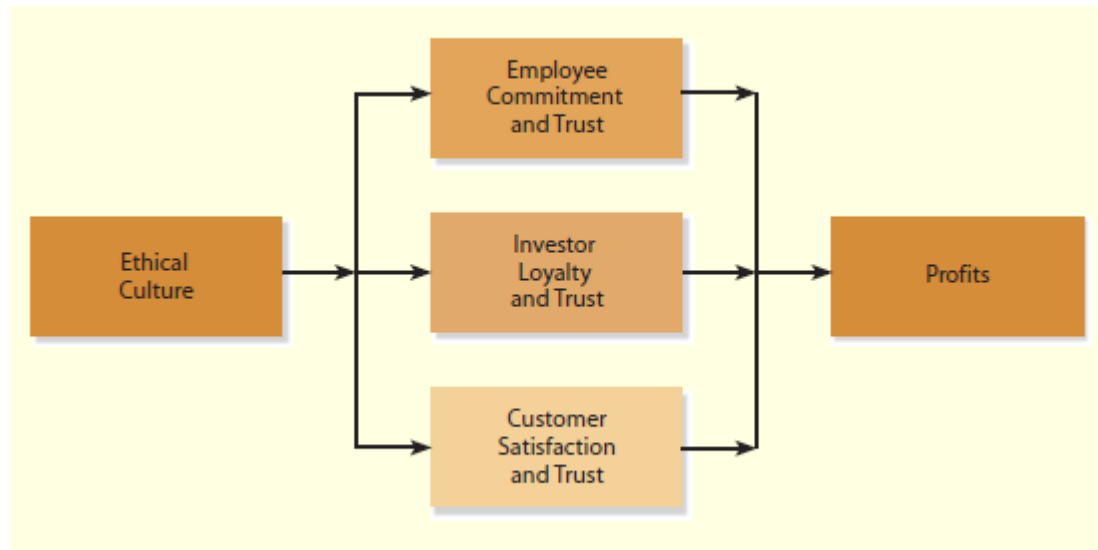 Employee
Commitment
and Trust
Ethical
Culture
Investor
Loyalty
and Trust
Profits
Customer
Satisfaction
and Trust